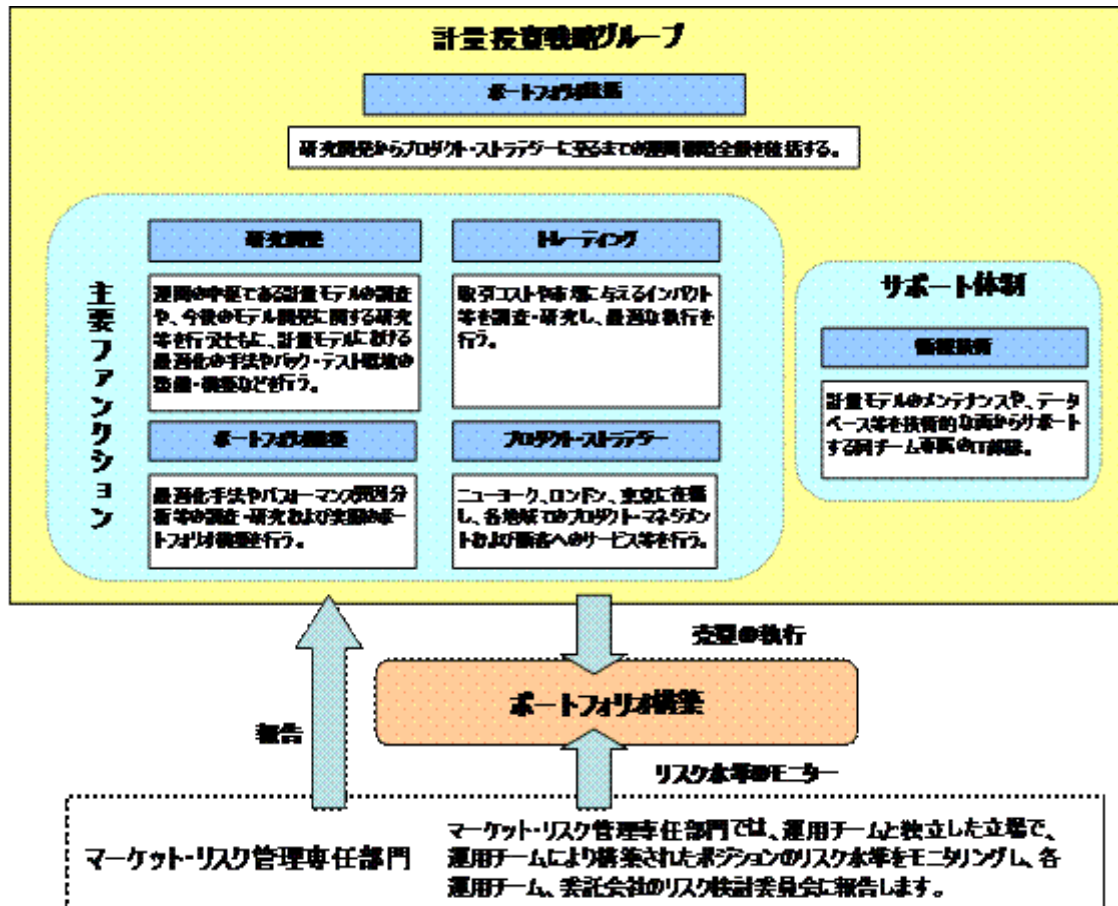 計量投資戦略グループ
ポートフォリオ統括
研究開発からプロダクト・ストラテジーに至るまでの運用部門全般を統括する。
主要ファンクション
研究調査
運用の中枢である計量モデルの調査
や、今後のモデル開発に関する研究
等を行うとともに、計量モデルにおける
最適化の手法やバック・テスト環境の
整備・構築などを行う。
トレーディング
取引コストや市場に与えるインパクト
等を調査・研究し、最適な執行を
行う。
ポートフォリオ構築
最適化手法やパフォーマンス要因分
析等の調査・研究および実際のポー
トフォリオ構築を行う。
プロダクト・ストラテジー
ニューヨーク、ロンドン、東京に在籍
し、各地域でのプロダクト・マネジメン
トおよび顧客へのサービス等を行う。
サポート体制
情報技術
計量モデルのメンテナンスや、データ
ベース等を技術的な面からサポート
する同チーム専属のIT部隊。
売買の執行
ポートフォリオ構築
報告
リスク水準のモニター
マーケット・リスク管理専任部門
マーケット・リスク管理専任部門では、運用チームと独立した立場で、
運用チームにより構築されたポジションのリスク水準をモニタリングし、各
運用チーム、委託会社のリスク検討委員会に報告します。